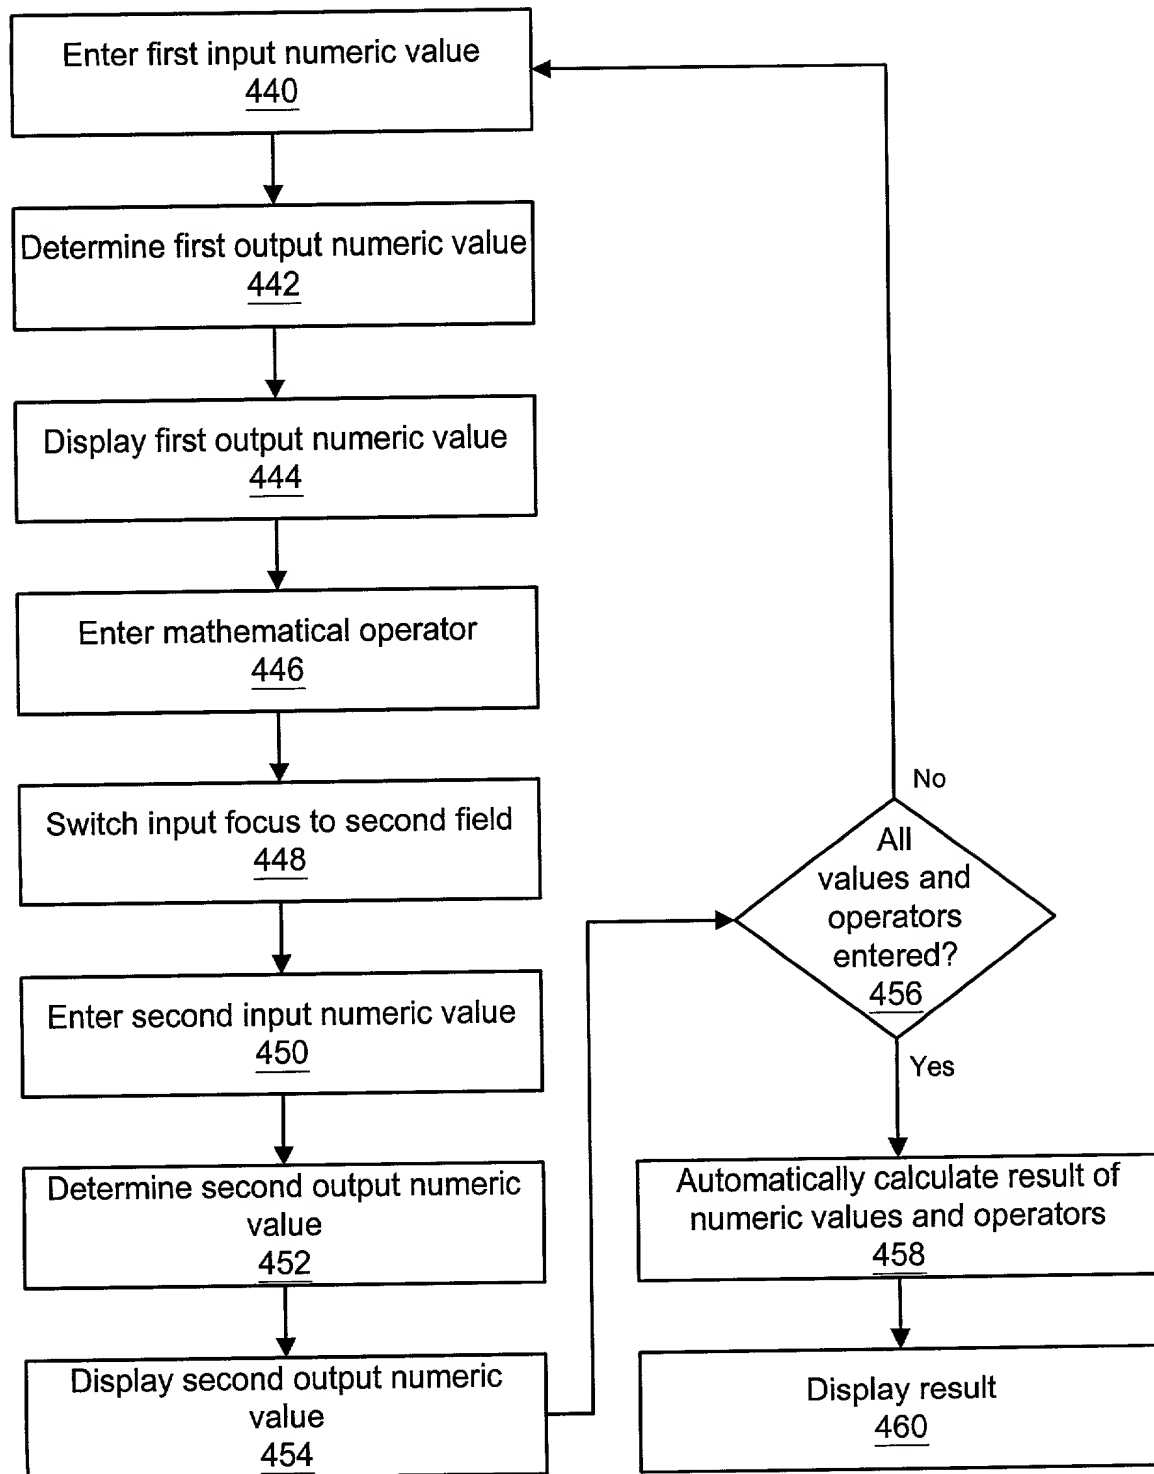 Enter first input numeric value
440
Determine first output numeric value
442
Display first output numeric value
444
Enter mathematical operator
446
Switch input focus to second field
448
Enter second input numeric value
450
Determine second output numeric
value
452
Display second output numeric
value
454
No
All
values and
operators
entered?
456
Yes
Automatically calculate result of
numeric values and operators
458
Display result
460